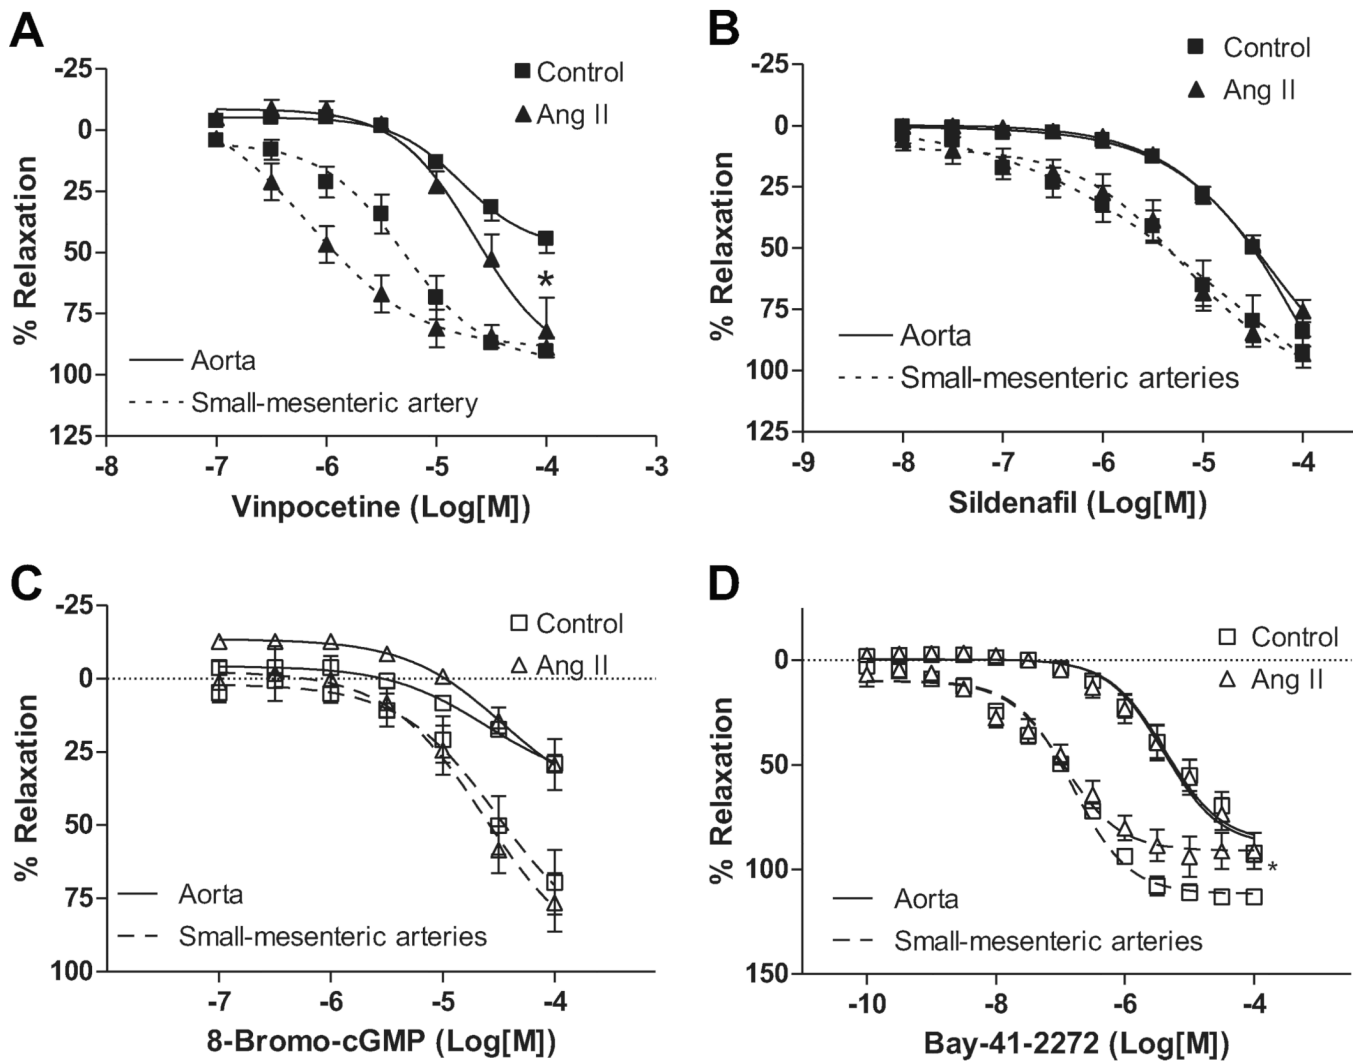 A
-25
0
25
50
75
100
125
% Relaxation
Control
Ang II
Aorta
Small-mesenteric artery
-8 -7 -6 -5 -4 -3
Vinpocetine (Log[M])
*
B
-25
0
25
50
75
100
125
% Relaxation
Control
Ang II
Aorta
Small-mesenteric arteries
-9 -8 -7 -6 -5 -4
Sildenafil (Log[M])
C
-25
0
25
50
75
100
% Relaxation
Control
Ang II
Aorta
Small-mesenteric arteries
-7 -6 -5 -4
8-Bromo-cGMP (Log[M])
D
0
50
100
150
% Relaxation
Control
Ang II
*
Aorta
Small-mesenteric arteries
-10 -8 -6 -4
Bay-41-2272 (Log[M])